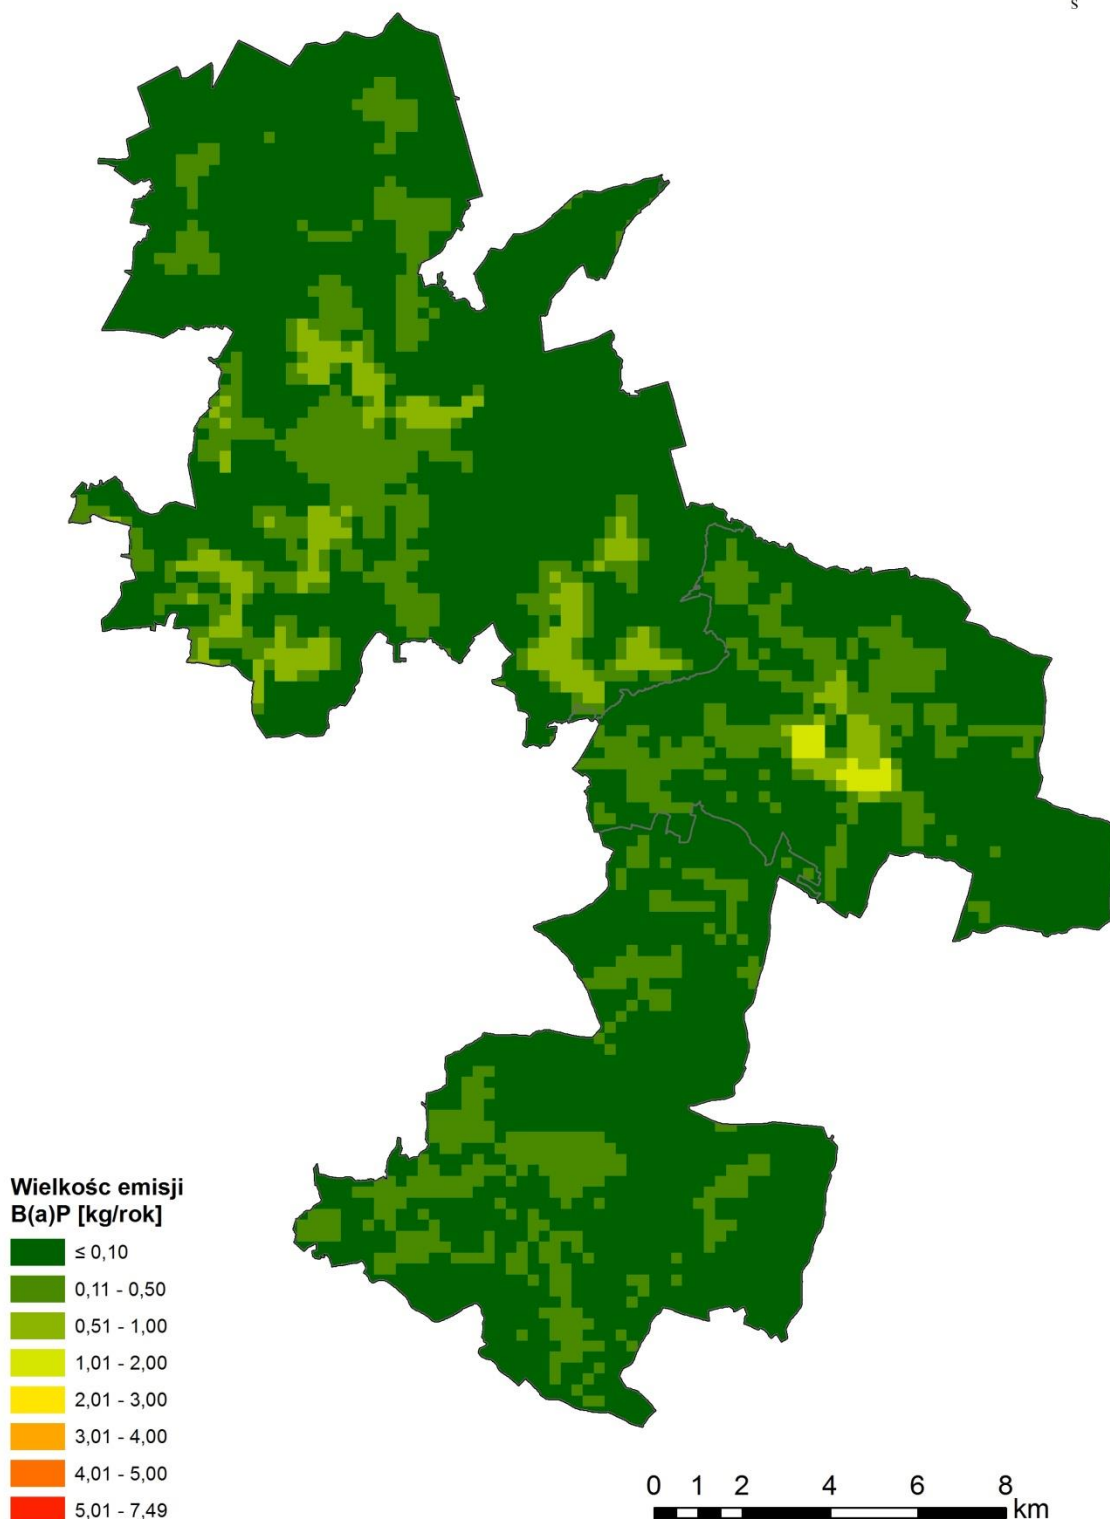 s
Wielkośc emisji
B(a)P [kg/rok]
≤ 0,10
0,11 - 0,50
0,51 - 1,00
1,01 - 2,00
2,01 - 3,00
3,01 - 4,00
4,01 - 5,00
5,01 - 7,49
0 1 2 4 6 8
km